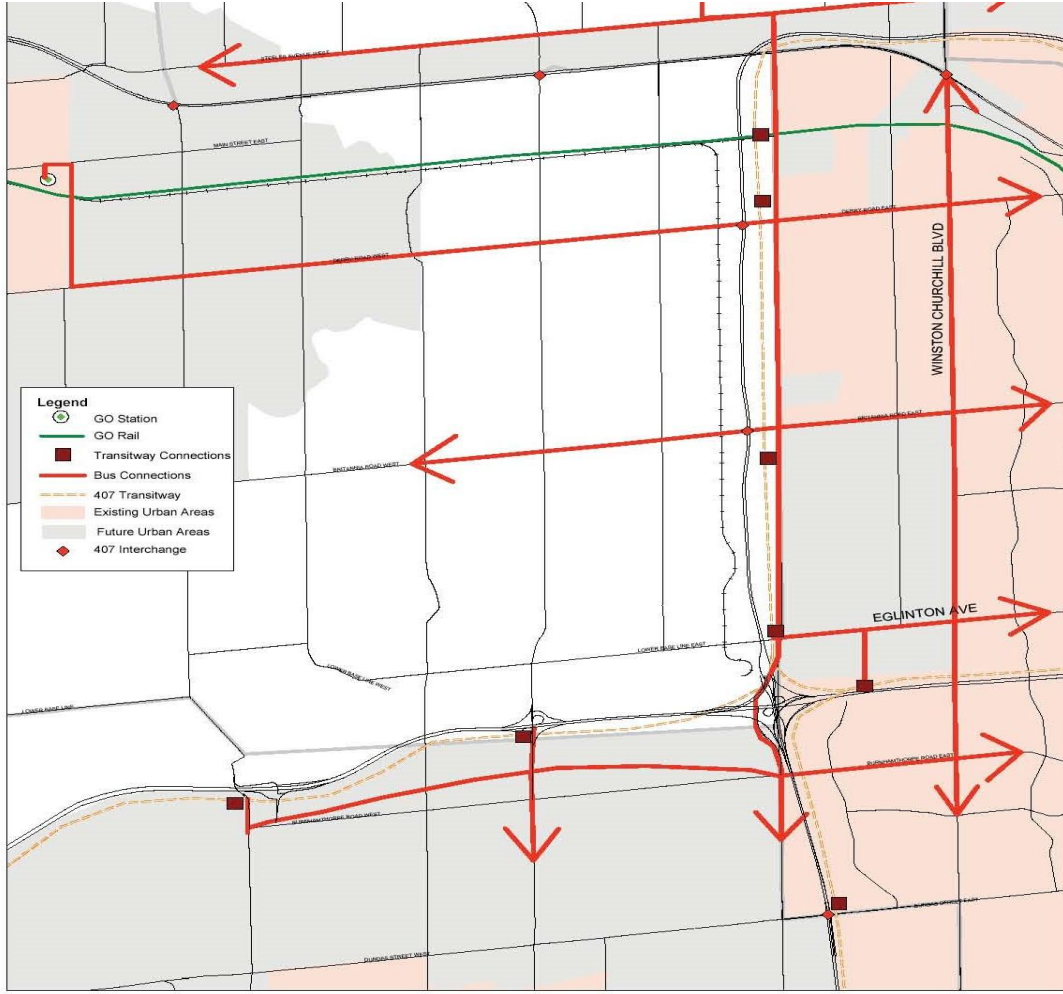 STEELES AVENUE WEST
MAIN STREET EAST
DERRY ROAD EAST
DERRY ROAD WEST
WINSTON CHURCHILL BLVD
BRITANNIA ROAD EAST
BRITANNIA ROAD WEST
Legend
GO Station
GO Rail
Transitway Connections
Bus Connections
407 Transitway
Existing Urban Areas
Future Urban Areas
407 Interchange
EGLINTON AVE
LOWER BASE LINE EAST
LOWER BASE LINE WEST
LOWER BASE LINE
BURNHAMTHORPE ROAD EAST
BURNHAMTHORPE ROAD WEST
DUNDAS STREET EAST
DUNDAS STREET WEST